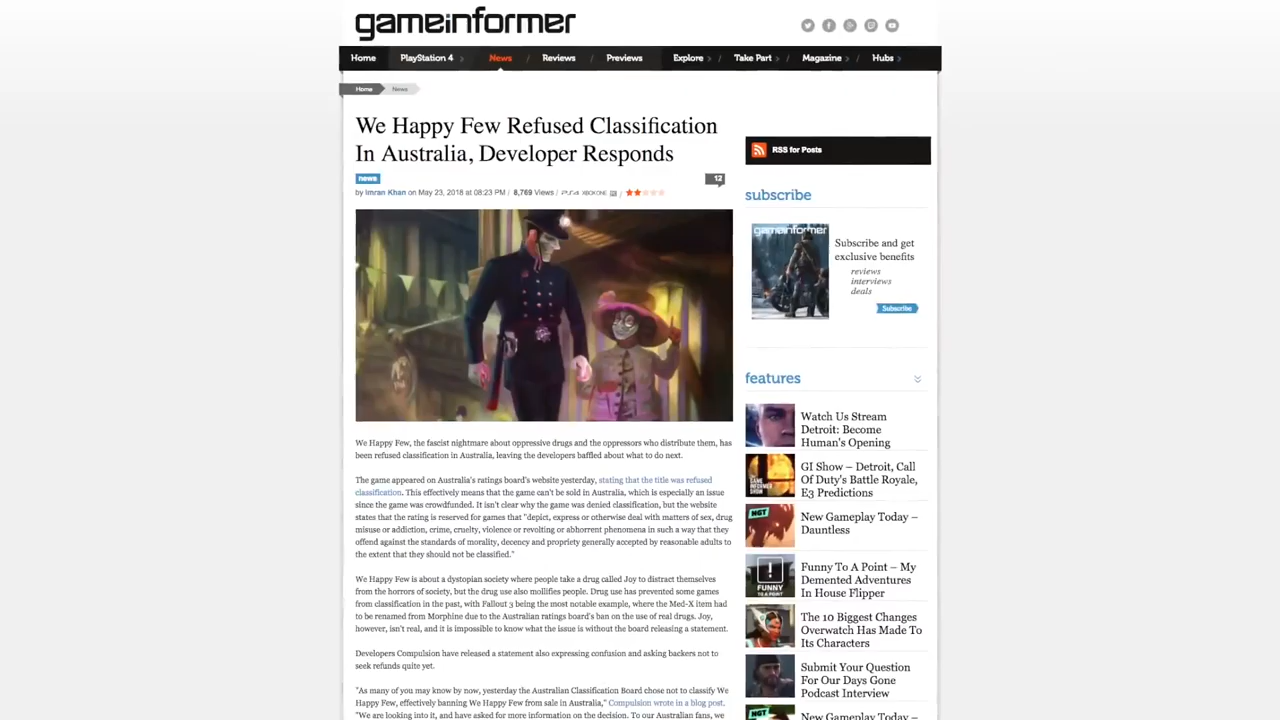 gameinformer
Home PlayStation 4 News / Reviews / Previews Explore / Take Part / Magazine / Hubs
Home News
We Happy Few Refused Classification
In Australia, Developer Responds
news
12
by Imran Khan on May 23, 2018 at 08:23 PM / 8,769 Views / PS4 XBOX ONE
We Happy Few, the fascist nightmare about oppressive drugs and the oppressors who distribute them, has
been refused classification in Australia, leaving the developers baffled about what to do next.
The game appeared on Australia's ratings board's website yesterday, stating that the title was refused
classification. This effectively means that the game can't be sold in Australia, which is especially an issue
since the game was crowdfunded. It isn't clear why the game was denied classification, but the website
states that the rating is reserved for games that "depict, express or otherwise deal with matters of sex, drug
misuse or addiction, crime, cruelty, violence or revolting or abhorrent phenomena in such a way that they
offend against the standards of morality, decency and propriety generally accepted by reasonable adults to
the extent that they should not be classified."
We Happy Few is about a dystopian society where people take a drug called Joy to distract themselves
from the horrors of society, but the drug use also mollifies people. Drug use has prevented some games
from classification in the past, with Fallout 3 being the most notable example, where the Med-X item had
to be renamed from Morphine due to the Australian ratings board's ban on the use of real drugs. Joy,
however, isn't real, and it is impossible to know what the issue is without the board releasing a statement.
Developers Compulsion have released a statement also expressing confusion and asking backers not to
seek refunds quite yet.
"As many of you may know by now, yesterday the Australian Classification Board chose not to classify We
Happy Few, effectively banning We Happy Few from sale in Australia," Compulsion wrote in a blog post.
"We are looking into it, and have asked for more information on the decision. To our Australian fans, we
RSS for Posts
subscribe
gameinformer
Subscribe and get
exclusive benefits
reviews
interviews
deals
Subscribe
features
Watch Us Stream
Detroit: Become
Human's Opening
THE GAME INFORMER SHOW
GI Show – Detroit, Call
Of Duty's Battle Royale,
E3 Predictions
NGT
New Gameplay Today –
Dauntless
FUNNY
TO A POINT
Funny To A Point – My
Demented Adventures
In House Flipper
The 10 Biggest Changes
Overwatch Has Made To
Its Characters
Submit Your Question
For Our Days Gone
Podcast Interview
NGT
New Gameplay Today –